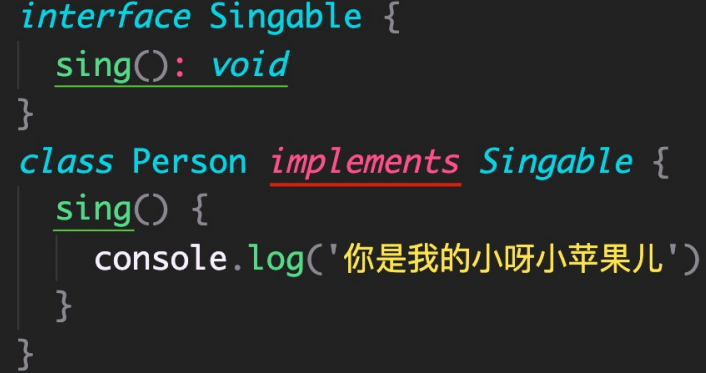 interface Singable {
sing(): void
}
class Person implements Singable {
sing() {
console.log('你是我的小呀小苹果儿')
}
}